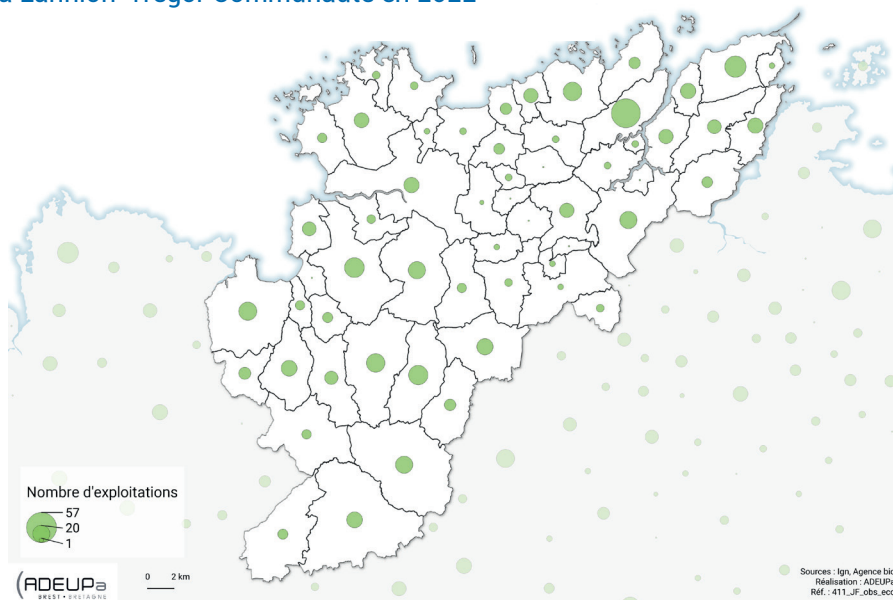 à Lannion-Trégor Communauté en 2022
Nombre d'exploitations
57
20
1
ADEUPa
BREST • BRETAGNE
0 2 km
Sources : Ign, Agence bio
Réalisation : ADEUPa
Réf. : 411_JF_obs_eco